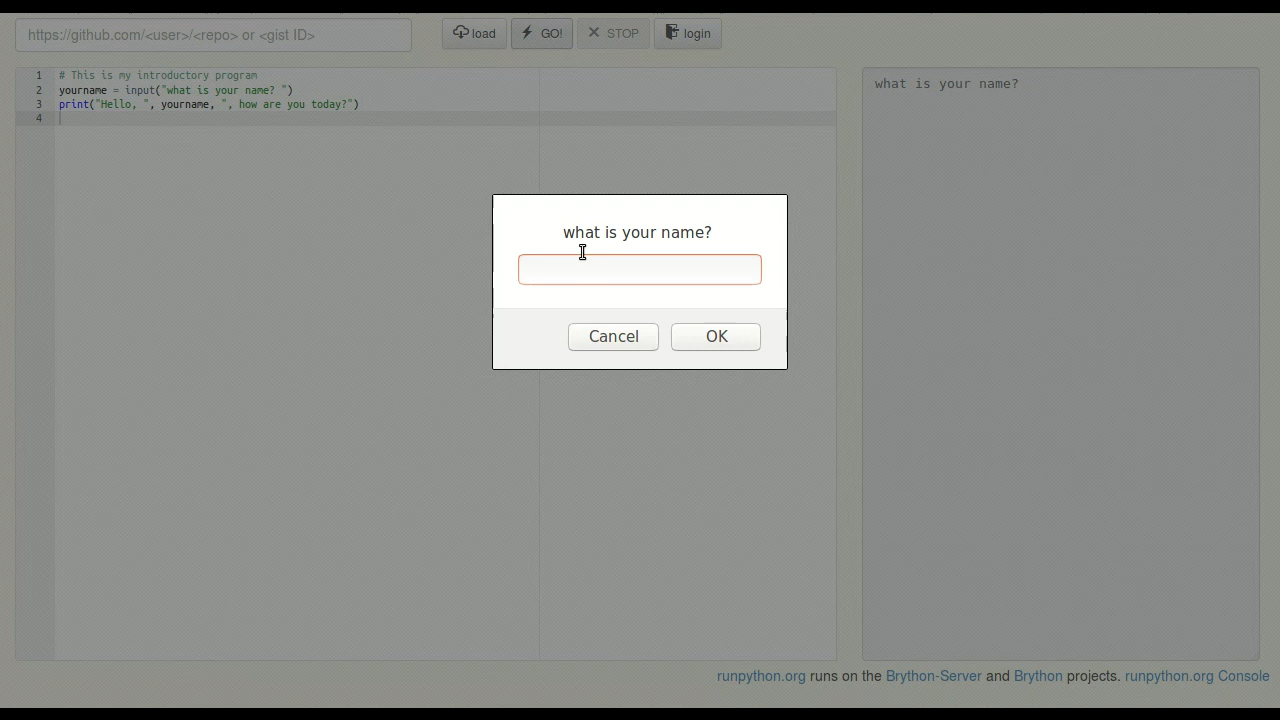 https://github.com/<user>/<repo> or <gist ID>
load
GO!
STOP
login
1 # This is my introductory program
2 yourname = input("what is your name? ")
3 print("Hello, ", yourname, ", how are you today?")
4
what is your name?
what is your name?
Cancel
OK
runpython.org runs on the Brython-Server and Brython projects. runpython.org Console